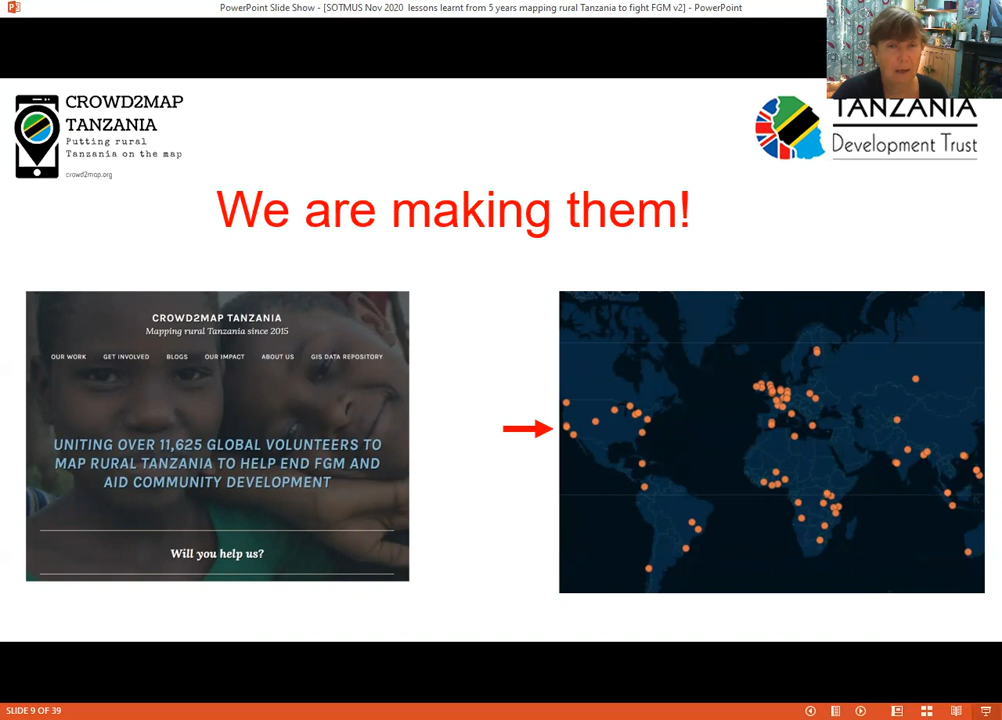 PowerPoint Slide Show - [SOTMUS Nov 2020 lessons learnt from 5 years mapping rural Tanzania to fight FGM v2] - PowerPoint
CROWD2MAP
TANZANIA
Putting rural
Tanzania on the map
crowd2map.org
TANZANIA
Development Trust
We are making them!
CROWD2MAP TANZANIA
Mapping rural Tanzania since 2015
OUR WORK GET INVOLVED BLOGS OUR IMPACT ABOUT US GIS DATA REPOSITORY
UNITING OVER 11,625 GLOBAL VOLUNTEERS TO
MAP RURAL TANZANIA TO HELP END FGM AND
AID COMMUNITY DEVELOPMENT
Will you help us?
SLIDE 9 OF 39